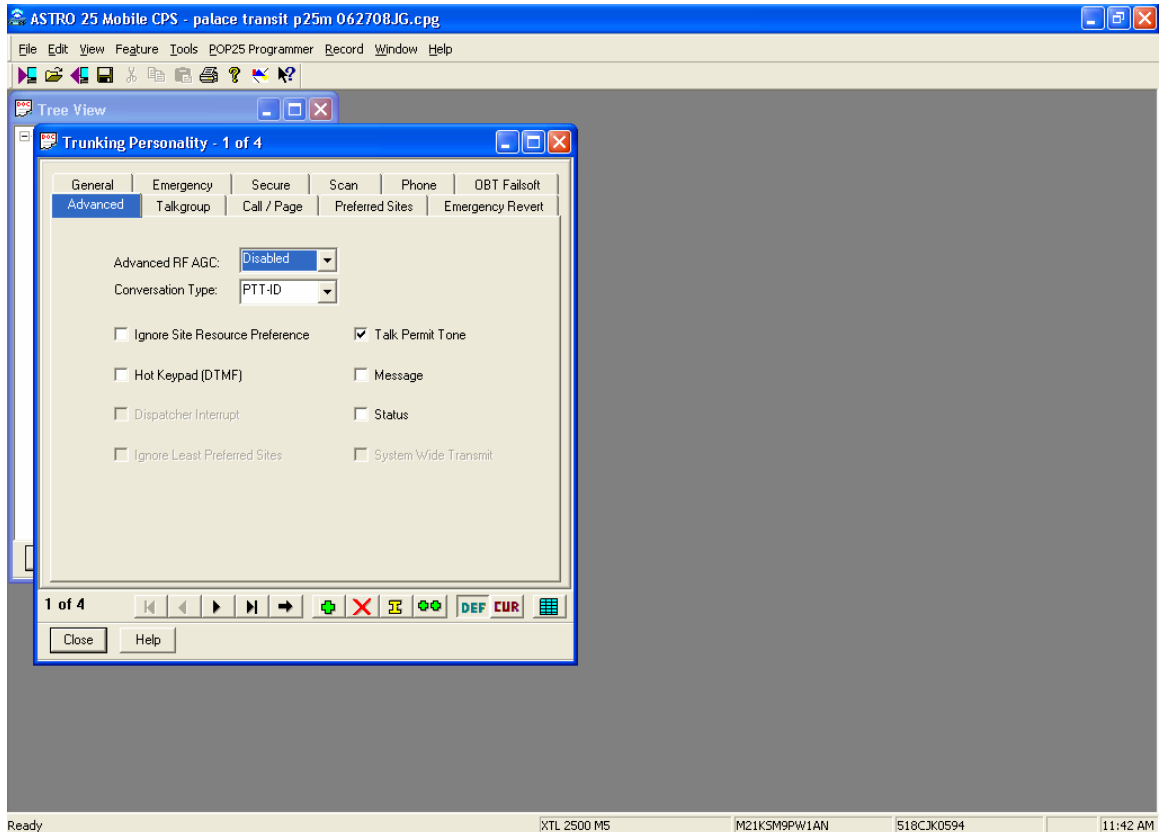 ASTRO 25 Mobile CPS - palace transit p25m 062708JG.cpg
File Edit View Feature Tools POP25 Programmer Record Window Help
Tree View
Trunking Personality - 1 of 4
General Emergency Secure Scan Phone OBT Failsoft
Advanced Talkgroup Call / Page Preferred Sites Emergency Revert
Advanced RF AGC: Disabled
Conversation Type: PTT-ID
Ignore Site Resource Preference Talk Permit Tone
Hot Keypad (DTMF) Message
Dispatcher Interrupt Status
Ignore Least Preferred Sites System Wide Transmit
1 of 4 DEF CUR
Close Help
Ready XTL 2500 M5 M21KSM9PW1AN 518CJK0594 11:42 AM